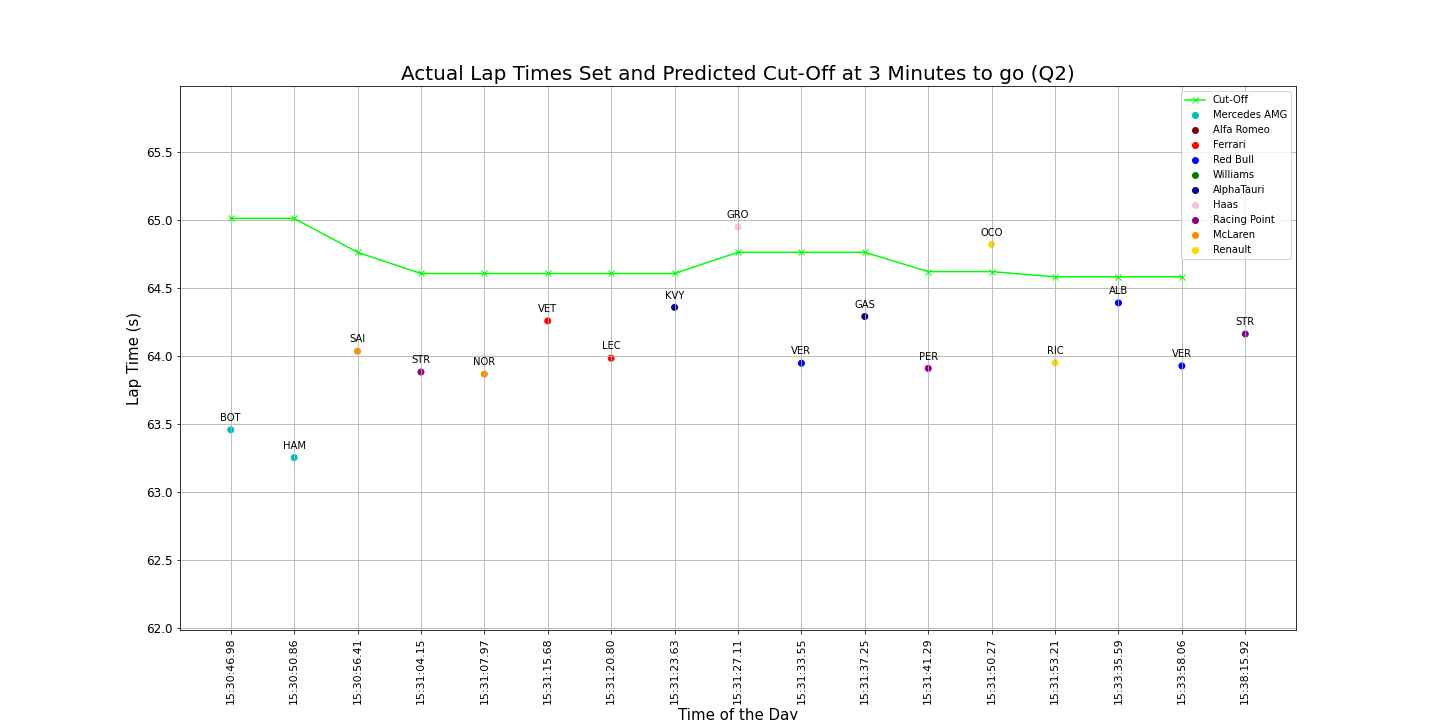 Actual Lap Times Set and Predicted Cut-Off at 3 Minutes to go (Q2)
Cut-Off
Mercedes AMG
Alfa Romeo
Ferrari
Red Bull
Williams
AlphaTauri
Haas
Racing Point
McLaren
Renault
Lap Time (s)
65.5
65.0
64.5
64.0
63.5
63.0
62.5
62.0
BOT
HAM
SAI
STR
NOR
VET
LEC
KVY
GRO
VER
GAS
PER
OCO
RIC
ALB
VER
STR
15:30:46.98
15:30:50.86
15:30:56.41
15:31:04.15
15:31:07.97
15:31:15.68
15:31:20.80
15:31:23.63
15:31:27.11
15:31:33.55
15:31:37.25
15:31:41.29
15:31:50.27
15:31:53.21
15:33:35.59
15:33:58.06
15:38:15.92
Time of the Day